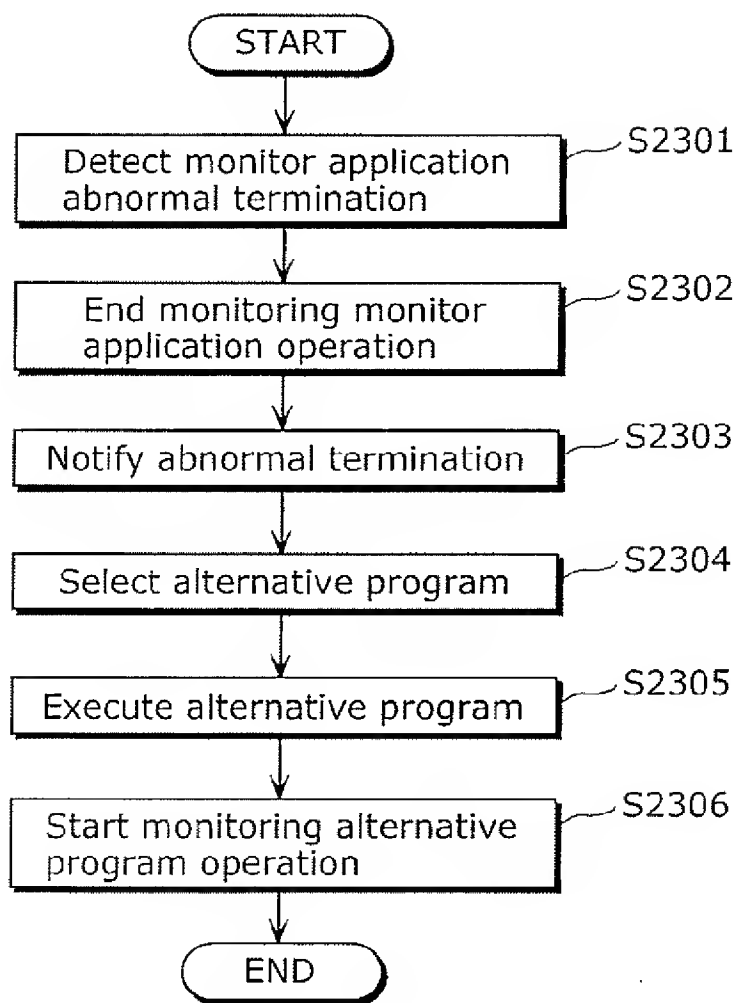 START
Detect monitor application
abnormal termination
S2301
End monitoring monitor
application operation
S2302
Notify abnormal termination
S2303
Select alternative program
S2304
Execute alternative program
S2305
Start monitoring alternative
program operation
S2306
END